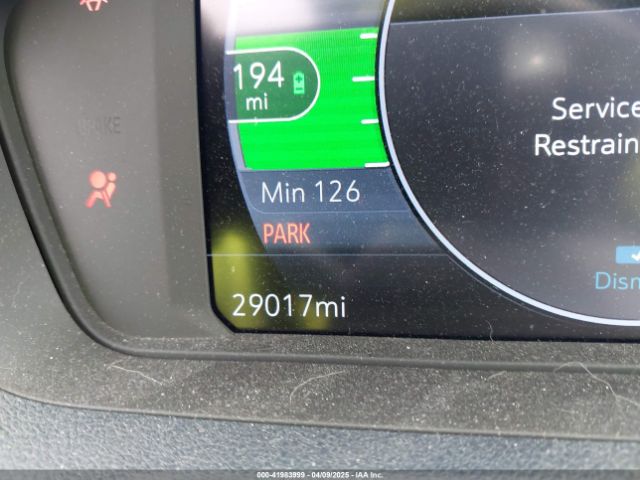 194
mi
Service
Restrain
Min 126
PARK
Dism
29017mi
000-41983999 | 04/09/2025 | IAA Inc.